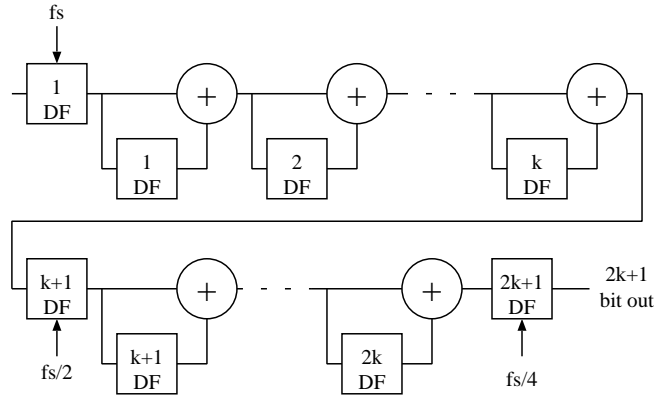 fs
1
DF
+
+
- - -
+
1
DF
2
DF
k
DF
k+1
DF
+
- - -
+
2k+1
DF
2k+1
bit out
k+1
DF
2k
DF
fs/2
fs/4